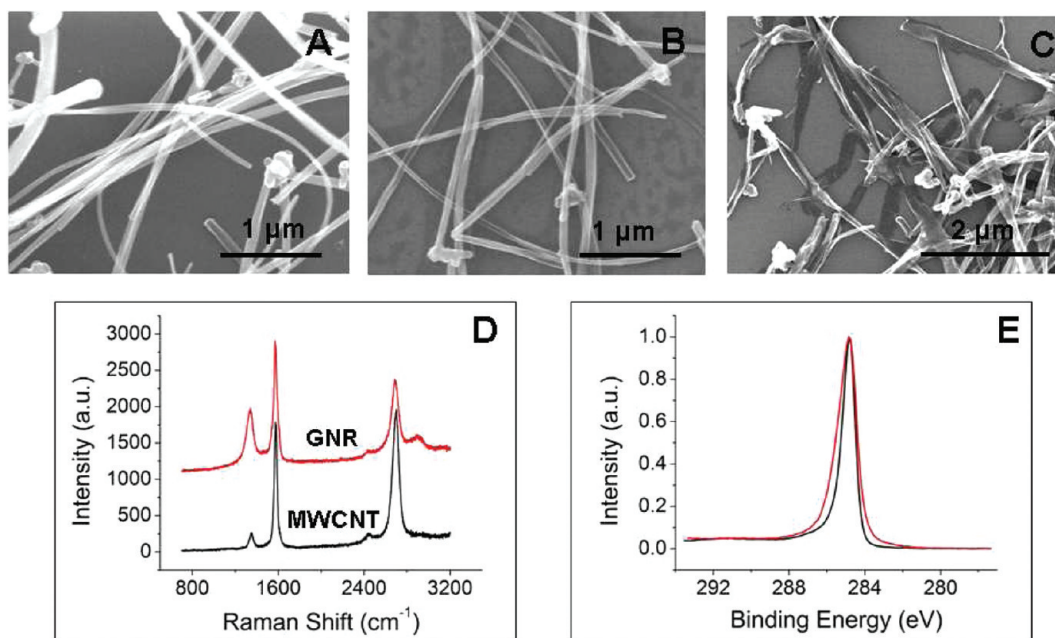 A
1 µm
B
1 µm
C
2 µm
D
3000
2500
2000
1500
1000
500
0
GNR
MWCNT
800 1600 2400 3200
Intensity (a.u.)
Raman Shift (cm⁻¹)
E
1.0
0.8
0.6
0.4
0.2
0.0
292 288 284 280
Intensity (a.u.)
Binding Energy (eV)